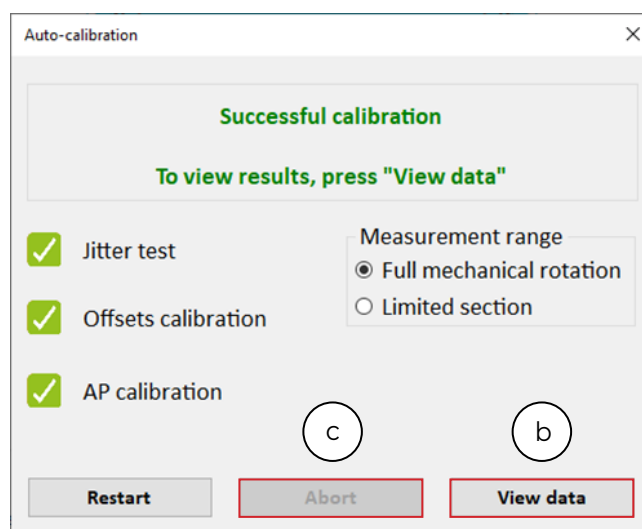 Auto-calibration
Successful calibration
To view results, press "View data"
Jitter test
Measurement range
Full mechanical rotation
Offsets calibration
Limited section
AP calibration
c
b
Restart
Abort
View data